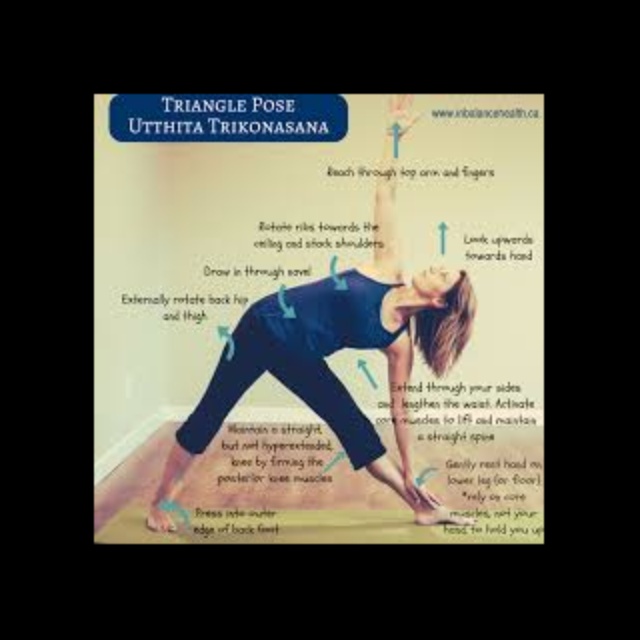 TRIANGLE POSE
UTTHITA TRIKONASANA
www.inbalancehealth.ca
Reach through top arm and fingers
Rotate ribs towards the
ceiling and stack shoulders
Look upwards
towards hand
Draw in through navel
Externally rotate back hip
and thigh
Extend through your sides
and lengthen the waist. Activate
core muscles to lift and maintain
a straight spine
Maintain a straight,
but not hyperextended,
knee by firming the
posterior knee muscles
Gently rest hand on
lower leg (or floor)
*rely on core
muscles, not your
hand, to hold you up
Press into outer
edge of back foot